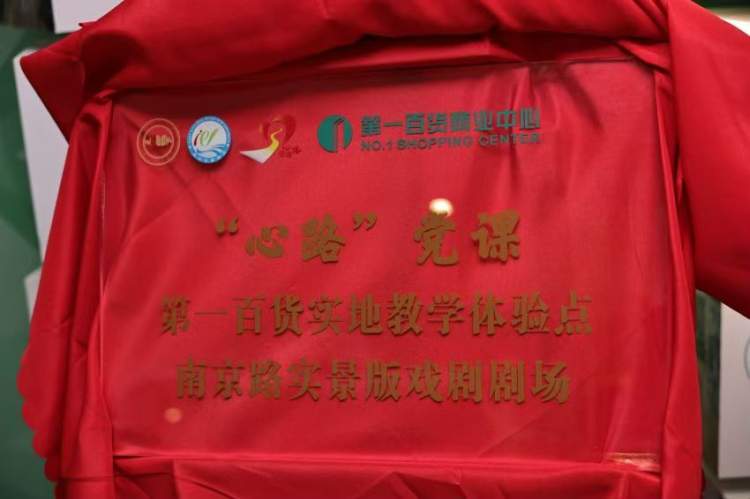 第一百货商业中心
NO.1 SHOPPING CENTER
“心路”党课
第一百货实地教学体验点
南京路实景版戏剧剧场